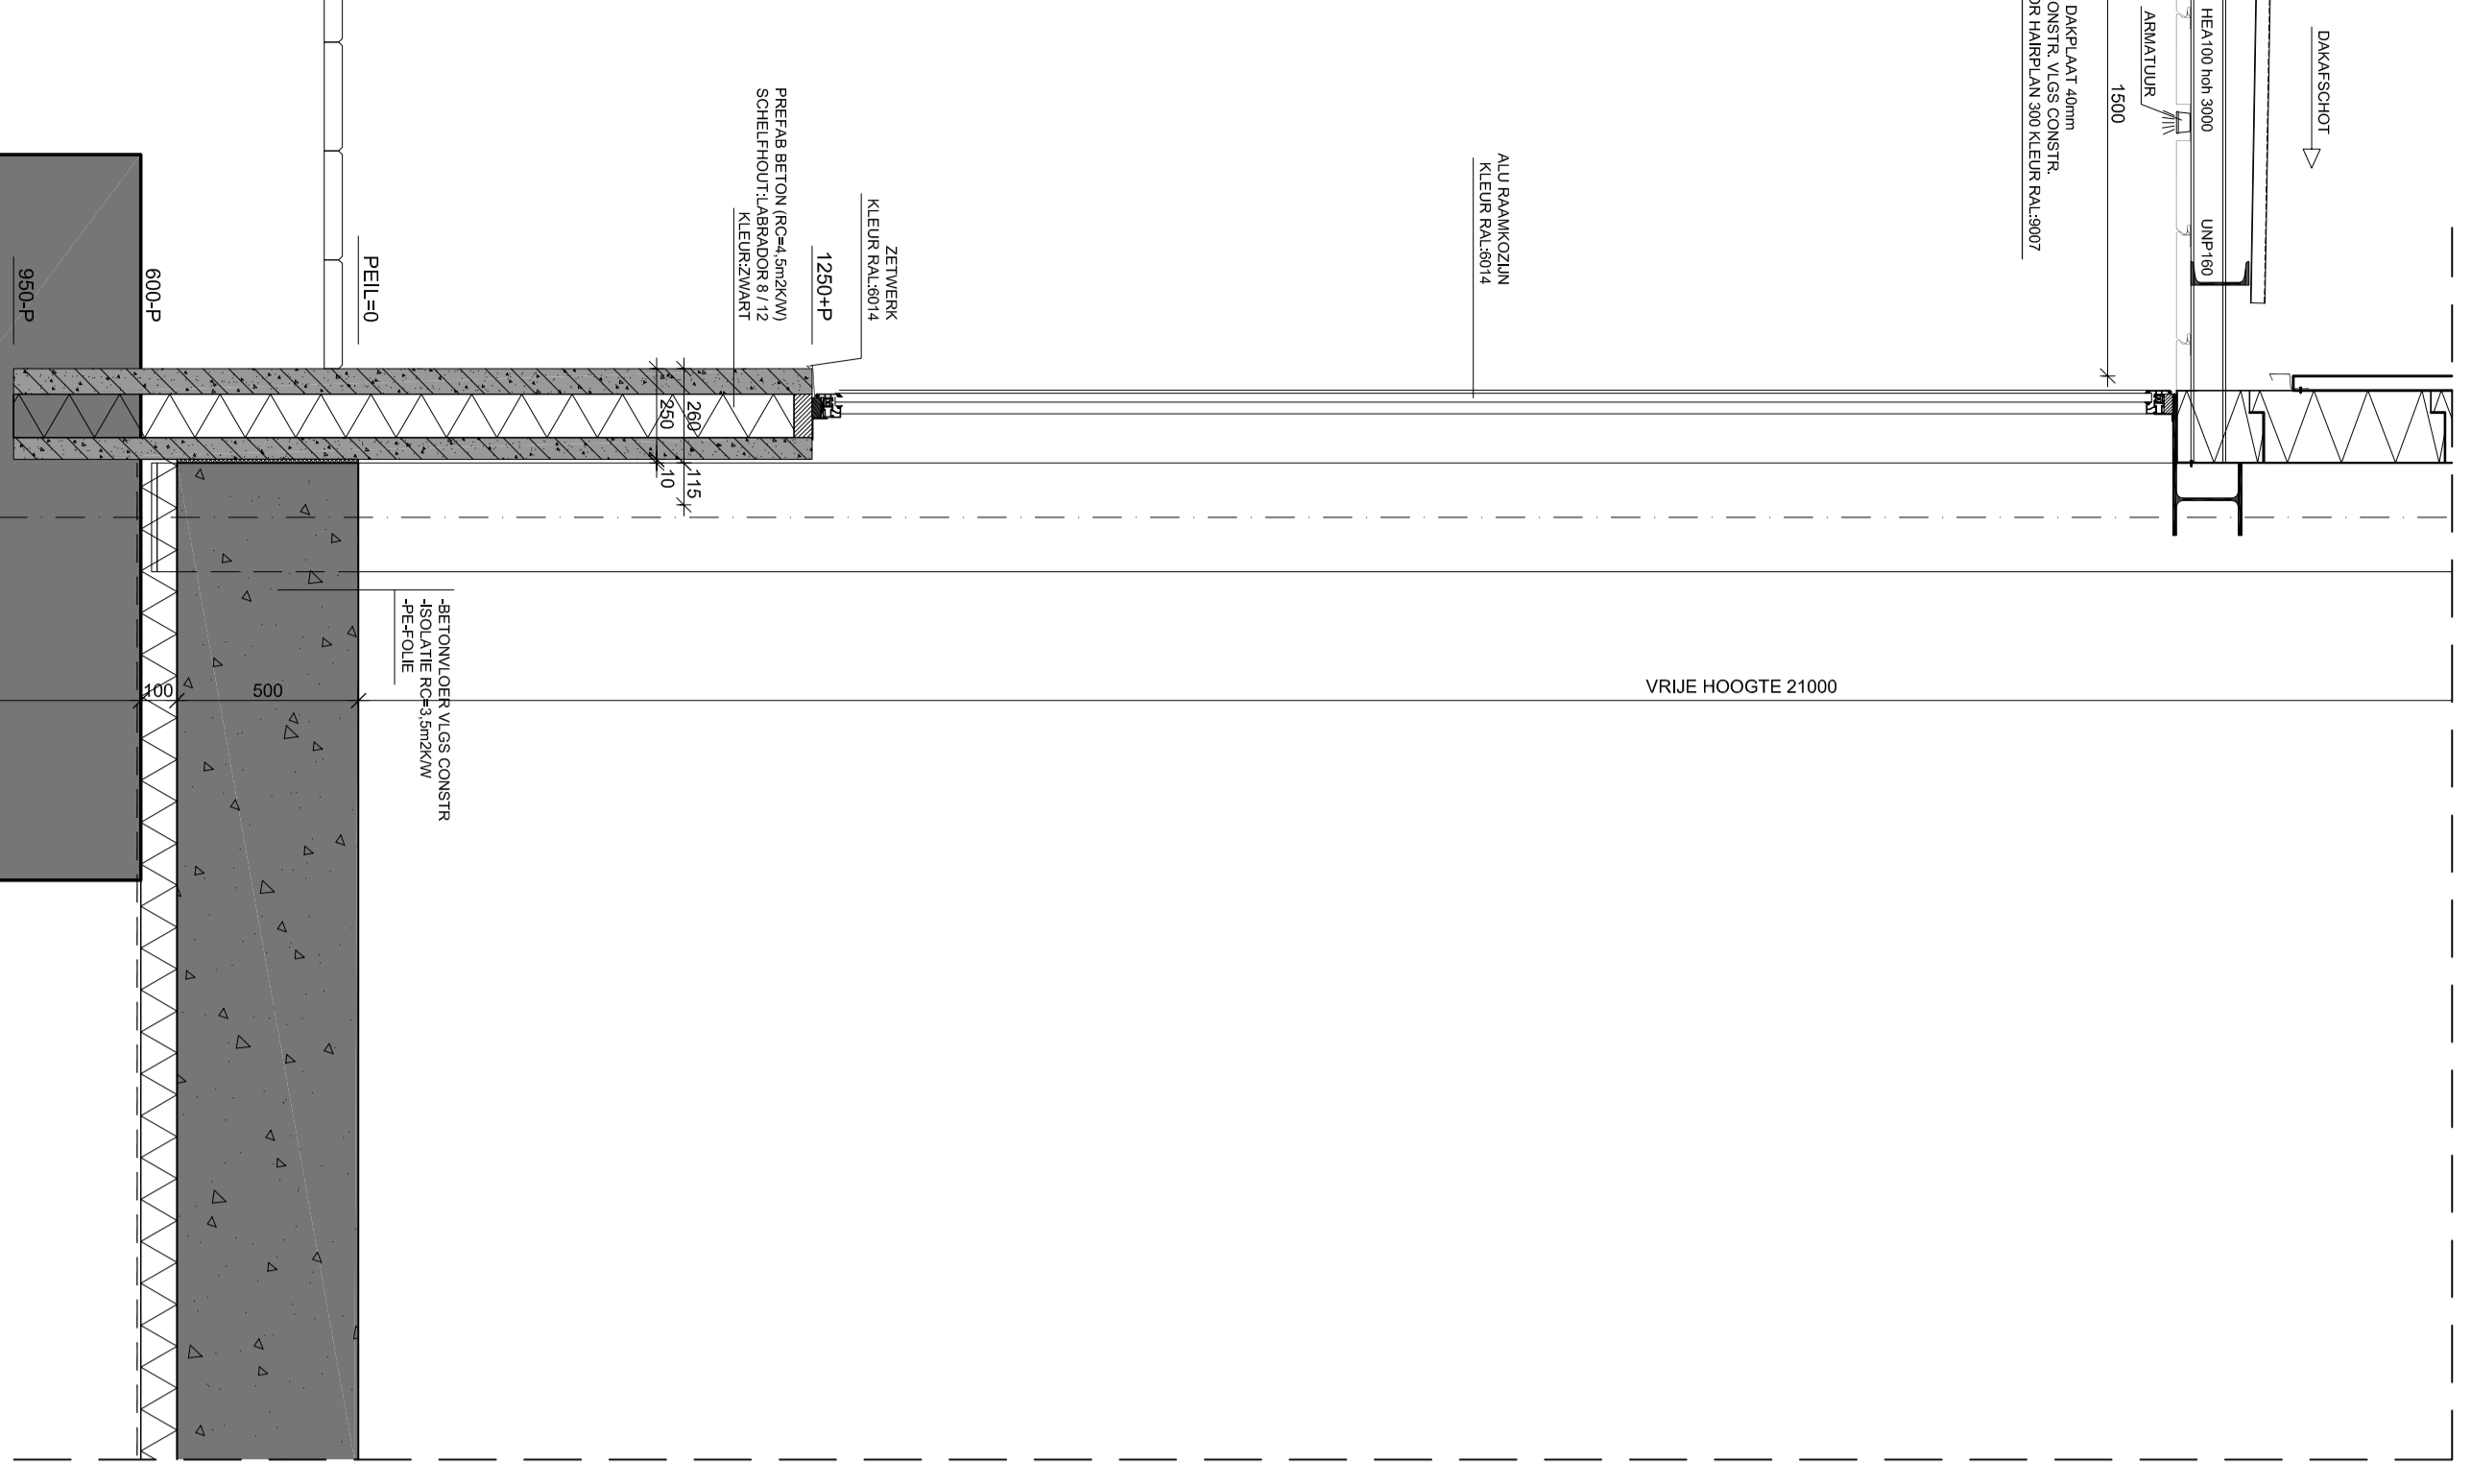 DAKAFSCHOT
HEA100 hoh 3000
UNP160
ARMATUUR
1500
DAKPLAAT 40mm
ONSTR. VLGS CONSTR.
OR HAIRPLAN 300 KLEUR RAL:9007
ALU RAAMKOZIJN
KLEUR RAL:6014
ZETWERK
KLEUR RAL:6014
1250+P
PREFAB BETON (RC=4,5m2K/W)
SCHELFHOUT:LABRADOR 8 / 12
KLEUR:ZWART
260
115
250
10
PEIL=0
600-P
950-P
-BETONVLOER VLGS CONSTR
-ISOLATIE RC=3,5m2K/W
-PE-FOLIE
100
500
VRIJE HOOGTE 21000